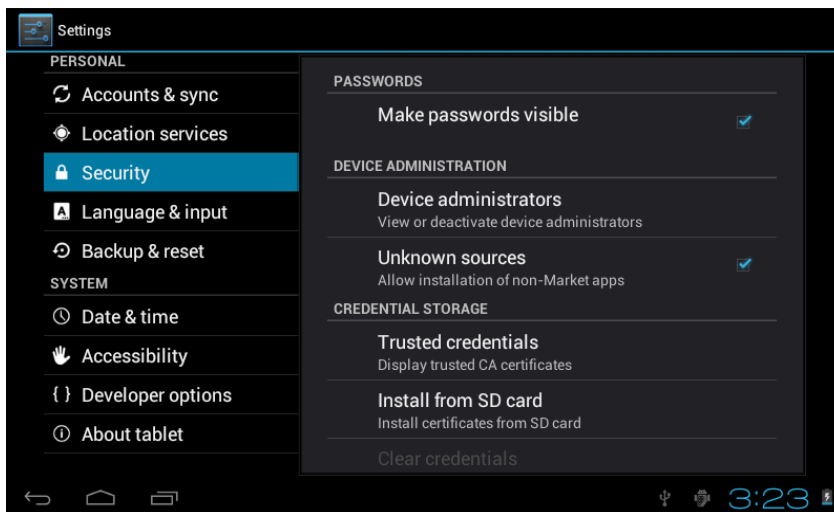 Settings
PERSONAL
Accounts & sync
Location services
Security
Language & input
Backup & reset
SYSTEM
Date & time
Accessibility
{ } Developer options
About tablet
PASSWORDS
Make passwords visible
DEVICE ADMINISTRATION
Device administrators
View or deactivate device administrators
Unknown sources
Allow installation of non-Market apps
CREDENTIAL STORAGE
Trusted credentials
Display trusted CA certificates
Install from SD card
Install certificates from SD card
Clear credentials
3:23